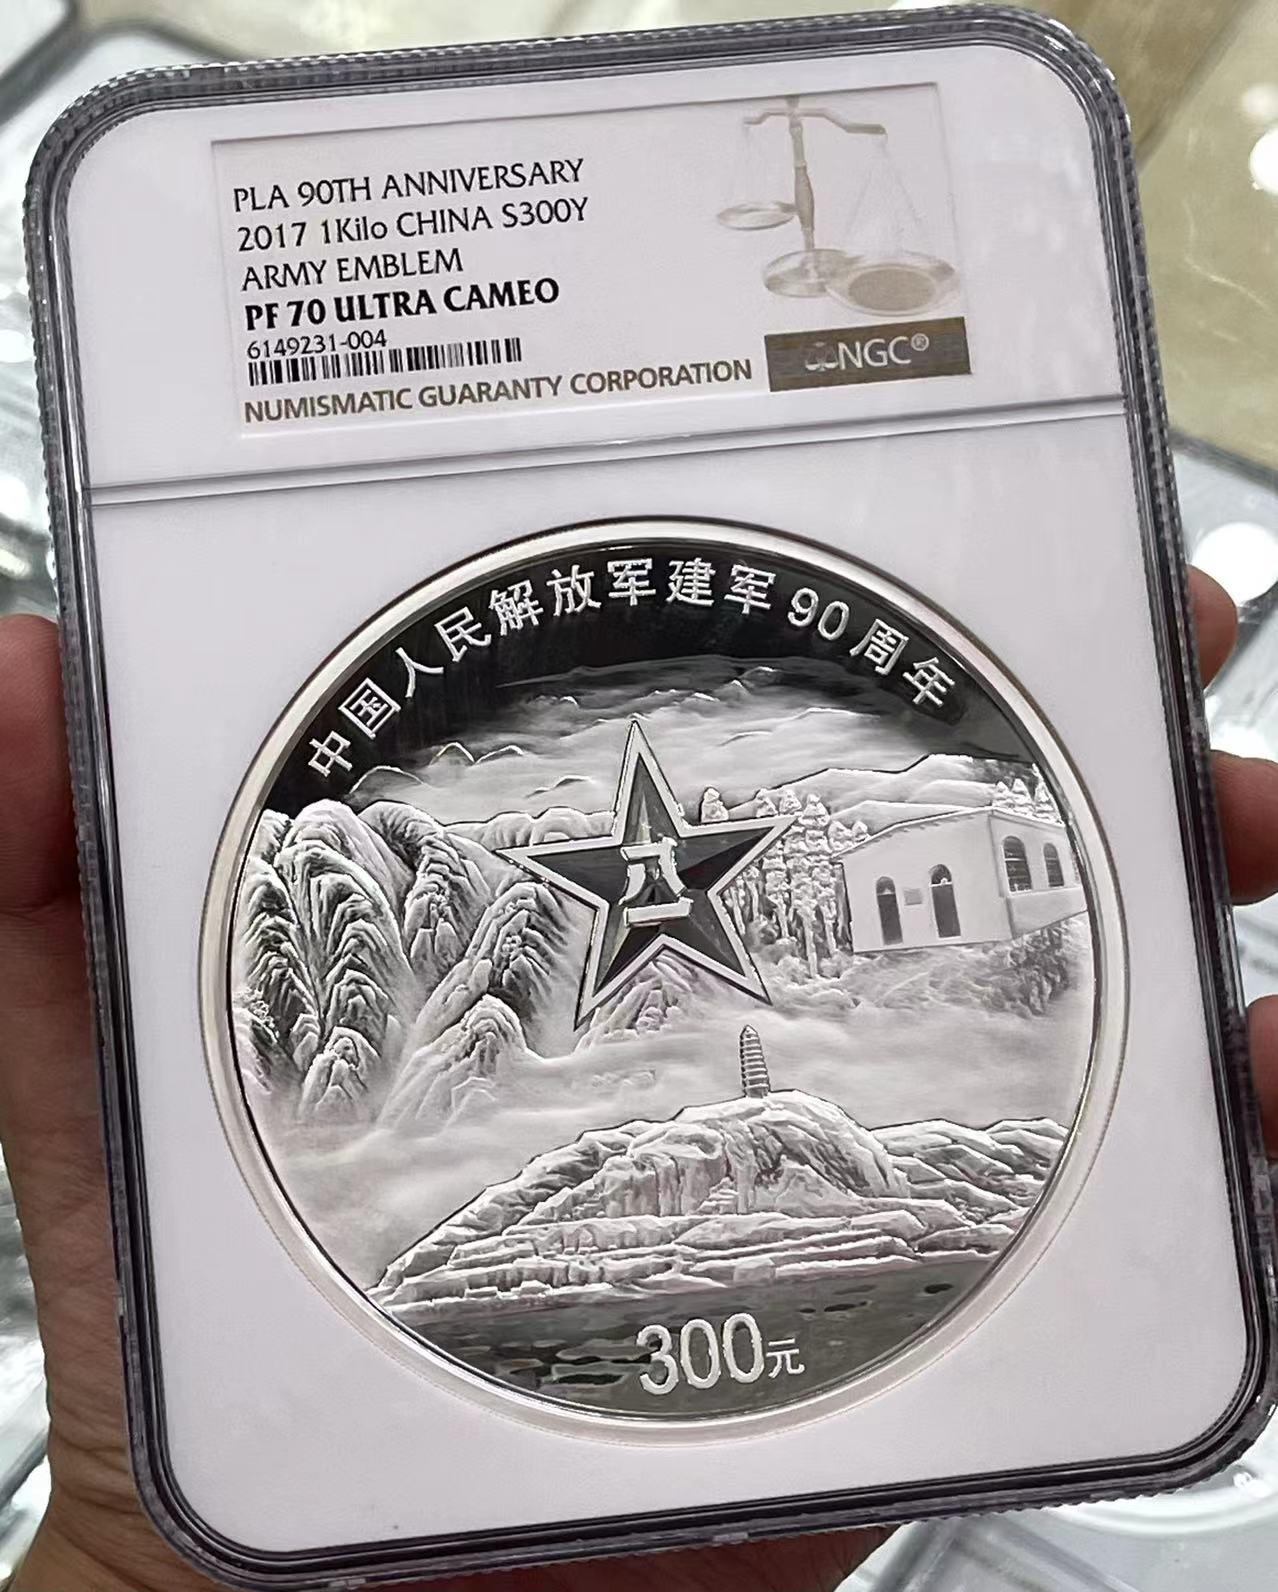 PLA 90TH ANNIVERSARY
2017 1Kilo CHINA S300Y
ARMY EMBLEM
PF 70 ULTRA CAMEO
6149231-004
NUMISMATIC GUARANTY CORPORATION
NGC®
中国人民解放军建军90周年
八一
300元